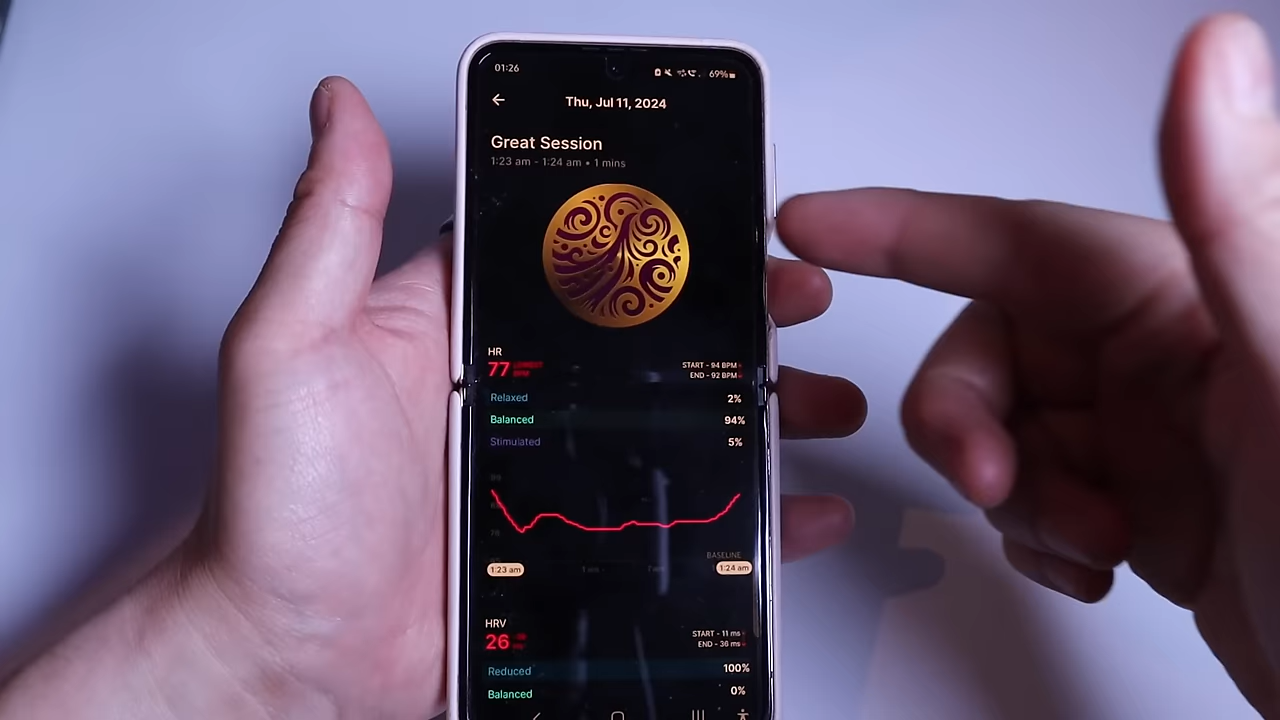 01:26
69%
Thu, Jul 11, 2024
Great Session
1:23 am - 1:24 am • 1 mins
HR
77 LOWEST BPM
START - 94 BPM
END - 92 BPM
Relaxed 2%
Balanced 94%
Stimulated 5%
BASELINE
1:23 am
1:24 am
HRV
26
START - 11 ms
END - 36 ms
Reduced 100%
Balanced 0%